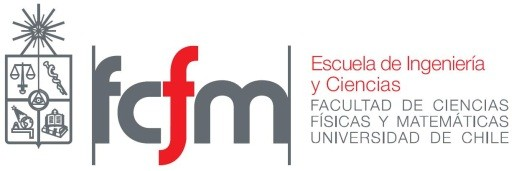 fcfm
Escuela de Ingeniería
y Ciencias
FACULTAD DE CIENCIAS
FÍSICAS Y MATEMÁTICAS
UNIVERSIDAD DE CHILE